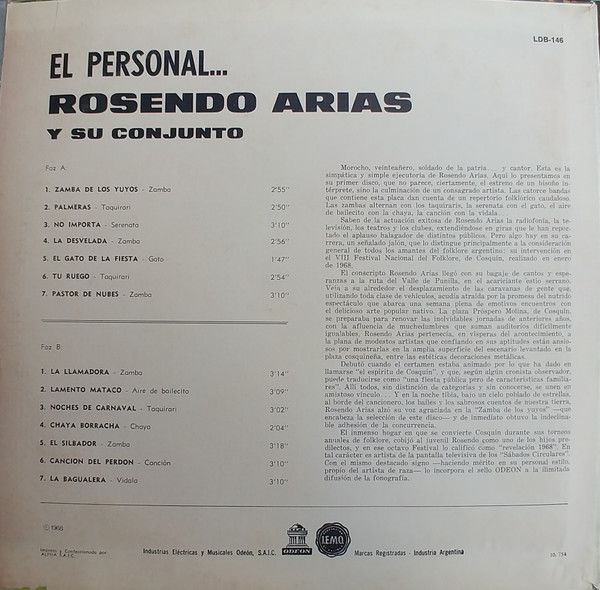 LDB-146
EL PERSONAL...
ROSENDO ARIAS
Y SU CONJUNTO
Faz A:
1. ZAMBA DE LOS YUYOS - Zamba 2'55''
2. PALMERAS - Taquirari 2'50''
3. NO IMPORTA - Serenata 3'10''
4. LA DESVELADA - Zamba 2'56''
5. EL GATO DE LA FIESTA - Gato 1'47''
6. TU RUEGO - Taquirari 2'54''
7. PASTOR DE NUBES - Zamba 3'10''
Faz B:
1. LA LLAMADORA - Zamba 3'14''
2. LAMENTO MATACO - Aire de bailecito 3'09''
3. NOCHES DE CARNAVAL - Taquirari 3'02''
4. CHAYA BORRACHA - Chaya 2'04''
5. EL SILBADOR - Zamba 3'18''
6. CANCION DEL PERDON - Canción 3'10''
7. LA BAGUALERA - Vidala 3'10''
Morocho, veinteañero, soldado de la patria... y cantor. Esta es la
simpática y simple ejecutoria de Rosendo Arias. Aquí lo presentamos en
su primer disco, que no parece, ciertamente, el estreno de un bisoño in-
térprete, sino la culminación de un consagrado artista. Las catorce bandas
que contiene esta placa dan cuenta de un repertorio folklórico caudaloso.
Las zambas alternan con los taquiraris, la serenata con el gato, el aire
de bailecito con la chaya, la canción con la vidala...
Saben de la actuación exitosa de Rosendo Arias la radiofonía, la te-
levisión, los teatros y los clubes, extendiéndose en giras que le han repor-
tado el aplauso halagador de distintos públicos. Pero algo hay en su ca-
rrera, un señalado jalón, que lo distingue principalmente a la consideración
general de todos los amantes del folklore argentino: su intervención en
el VIII Festival Nacional del Folklore, de Cosquín, realizado en enero
de 1968.
El conscripto Rosendo Arias llegó con su bagaje de cantos y espe-
ranzas a la ruta del Valle de Punilla, en el acariciante estío serrano.
Veía a su alrededor el desplazamiento de las caravanas de gente que,
utilizando toda clase de vehículos, acudía atraída por la promesa del nutrido
espectáculo que abarca una semana plena de emotivos encuentros con
el delicioso arte popular nativo. La plaza Próspero Molina, de Cosquín,
se preparaba para renovar las inolvidables jornadas de anteriores años,
con la afluencia de muchedumbres que suman auditorios difícilmente
igualables. Rosendo Arias pertenecía, en vísperas del acontecimiento, a
la plana de modestos artistas que confiando en sus aptitudes están ansio-
sos por mostrarlas en la amplia superficie del escenario levantado en la
plaza cosquineña, entre las estéticas decoraciones metálicas.
Debutó cuando el certamen estaba animado por lo que ha dado en
llamarse "el espíritu de Cosquín", y que, según algún cronista observador,
puede traducirse como "una fiesta pública pero de características familia-
res". Allí todos, sin distinción de categorías y sin conocerse, se unen en
amistoso vínculo... Y en la noche tibia, bajo un cielo poblado de estrellas,
al borde del cancionero, los bailes y los sabrosos cuentos de nuestra tierra,
Rosendo Arias alzó su voz agraciada en la "Zamba de los yuyos" —que
encabeza la selección de este disco— y de inmediato obtuvo la indeclina-
ble adhesión de la concurrencia.
El inmenso hogar en que se convierte Cosquín durante sus torneos
anuales de folklore, cobijó al juvenil Rosendo como uno de los hijos pre-
dilectos, y en ese octavo Festival lo calificó como "revelación 1968". En
tal carácter es artista de la pantalla televisiva de los "Sábados Circulares".
Con el mismo destacado signo —haciendo mérito en su personal estilo,
propio del artista de raza— lo incorpora el sello ODEON a la ilimitada
difusión de la fonografía.
℗ 1968
Impreso y Confeccionado por:
ALPHA S.A.I.C.
Industrias Eléctricas y Musicales Odeón, S.A.I.C.
ODEON
I.E.M.O.
Marcas Registradas - Industria Argentina